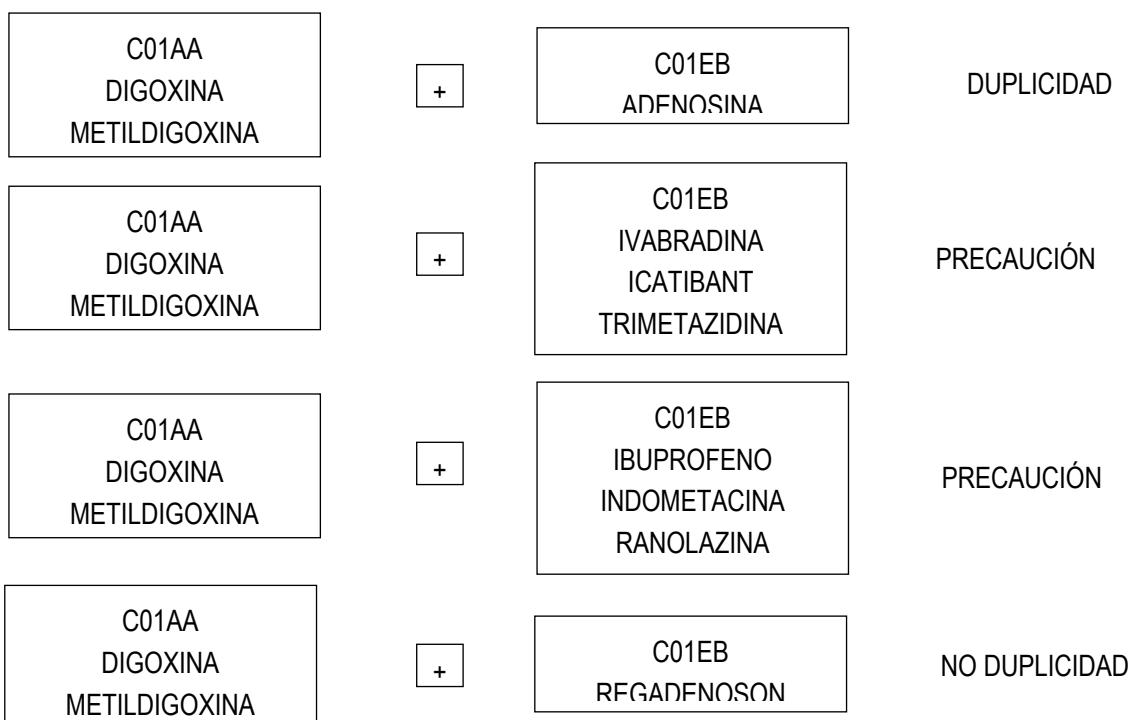 C01AA
DIGOXINA
METILDIGOXINA
+
C01EB
ADENOSINA
DUPLICIDAD
C01AA
DIGOXINA
METILDIGOXINA
+
C01EB
IVABRADINA
ICATIBANT
TRIMETAZIDINA
PRECAUCIÓN
C01AA
DIGOXINA
METILDIGOXINA
+
C01EB
IBUPROFENO
INDOMETACINA
RANOLAZINA
PRECAUCIÓN
C01AA
DIGOXINA
METILDIGOXINA
+
C01EB
REGADENOSON
NO DUPLICIDAD